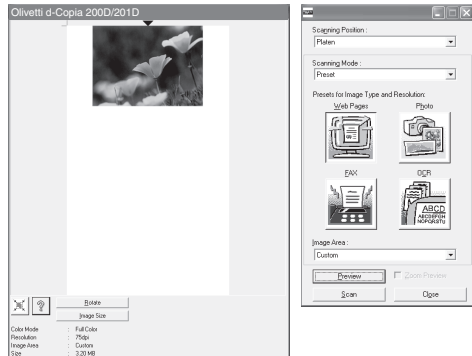 Olivetti d-Copia 200D/201D
Rotate
Image Size
Color Mode : Full Color
Resolution : 75dpi
Image Area : Custom
Size : 3.20 MB
Scanning Position :
Platen
Scanning Mode :
Preset
Presets for Image Type and Resolution:
Web Pages Photo
FAX OCR
ABCD
ABCDEFGH
NOPQRSTU
Image Area :
Custom
Preview Zoom Preview
Scan Close